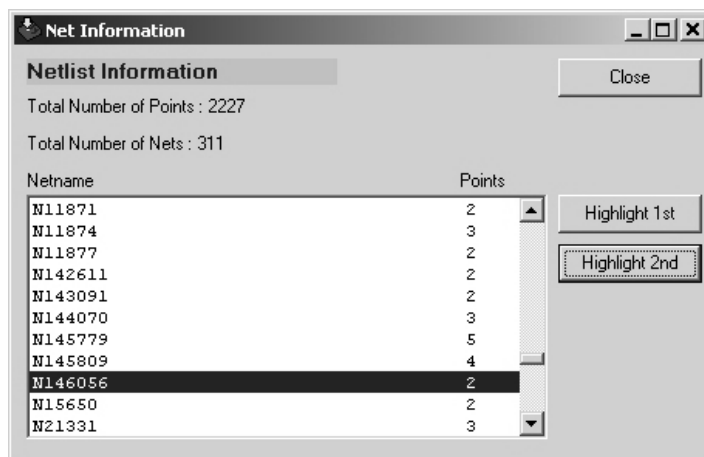 Net Information
Netlist Information
Close
Total Number of Points : 2227
Total Number of Nets : 311
Netname Points
N11871 2
N11874 3
N11877 2
N142611 2
N143091 2
N144070 3
N145779 5
N145809 4
N146056 2
N15650 2
N21331 3
Highlight 1st
Highlight 2nd